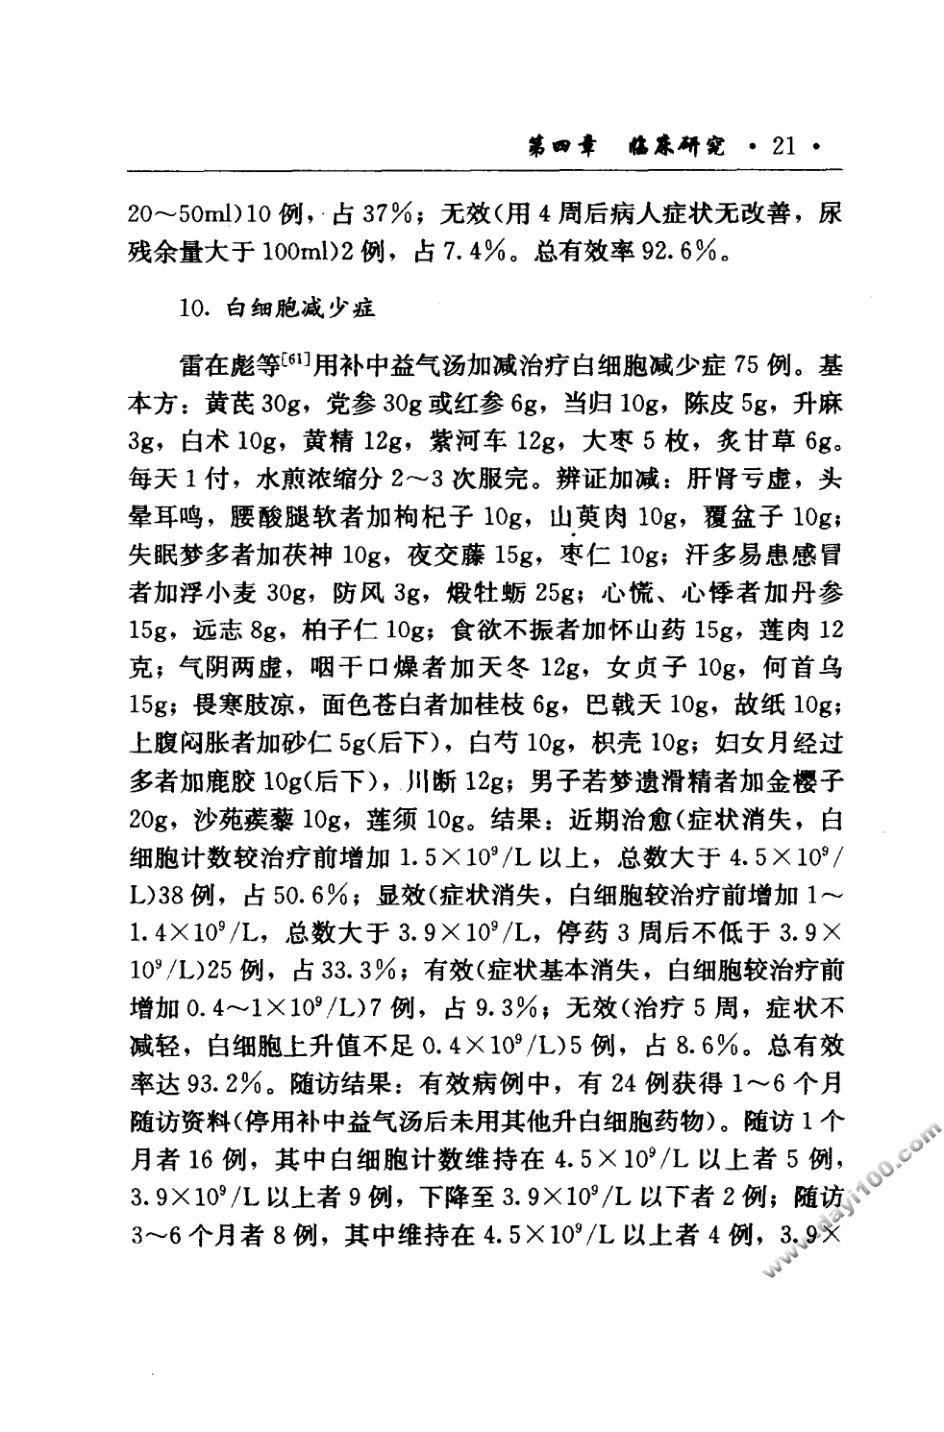 第四章 临床研究 · 21 ·
20～50ml)10 例，占 37%；无效(用 4 周后病人症状无改善，尿
残余量大于 100ml)2 例，占 7.4%。总有效率 92.6%。
10. 白细胞减少症
雷在彪等[61]用补中益气汤加减治疗白细胞减少症 75 例。基
本方：黄芪 30g，党参 30g 或红参 6g，当归 10g，陈皮 5g，升麻
3g，白术 10g，黄精 12g，紫河车 12g，大枣 5 枚，炙甘草 6g。
每天 1 付，水煎浓缩分 2～3 次服完。辨证加减：肝肾亏虚，头
晕耳鸣，腰酸腿软者加枸杞子 10g，山萸肉 10g，覆盆子 10g；
失眠梦多者加茯神 10g，夜交藤 15g，枣仁 10g；汗多易患感冒
者加浮小麦 30g，防风 3g，煅牡蛎 25g；心慌、心悸者加丹参
15g，远志 8g，柏子仁 10g；食欲不振者加怀山药 15g，莲肉 12
克；气阴两虚，咽干口燥者加天冬 12g，女贞子 10g，何首乌
15g；畏寒肢凉，面色苍白者加桂枝 6g，巴戟天 10g，故纸 10g；
上腹闷胀者加砂仁 5g(后下)，白芍 10g，枳壳 10g；妇女月经过
多者加鹿胶 10g(后下)，川断 12g；男子若梦遗滑精者加金樱子
20g，沙苑蒺藜 10g，莲须 10g。结果：近期治愈(症状消失，白
细胞计数较治疗前增加 1.5×10⁹/L 以上，总数大于 4.5×10⁹/
L)38 例，占 50.6%；显效(症状消失，白细胞较治疗前增加 1～
1.4×10⁹/L，总数大于 3.9×10⁹/L，停药 3 周后不低于 3.9×
10⁹/L)25 例，占 33.3%；有效(症状基本消失，白细胞较治疗前
增加 0.4～1×10⁹/L)7 例，占 9.3%；无效(治疗 5 周，症状不
减轻，白细胞上升值不足 0.4×10⁹/L)5 例，占 8.6%。总有效
率达 93.2%。随访结果：有效病例中，有 24 例获得 1～6 个月
随访资料(停用补中益气汤后未用其他升白细胞药物)。随访 1 个
月者 16 例，其中白细胞计数维持在 4.5×10⁹/L 以上者 5 例，
3.9×10⁹/L 以上者 9 例，下降至 3.9×10⁹/L 以下者 2 例；随访
3～6 个月者 8 例，其中维持在 4.5×10⁹/L 以上者 4 例，3.9×
www.dayi100.com